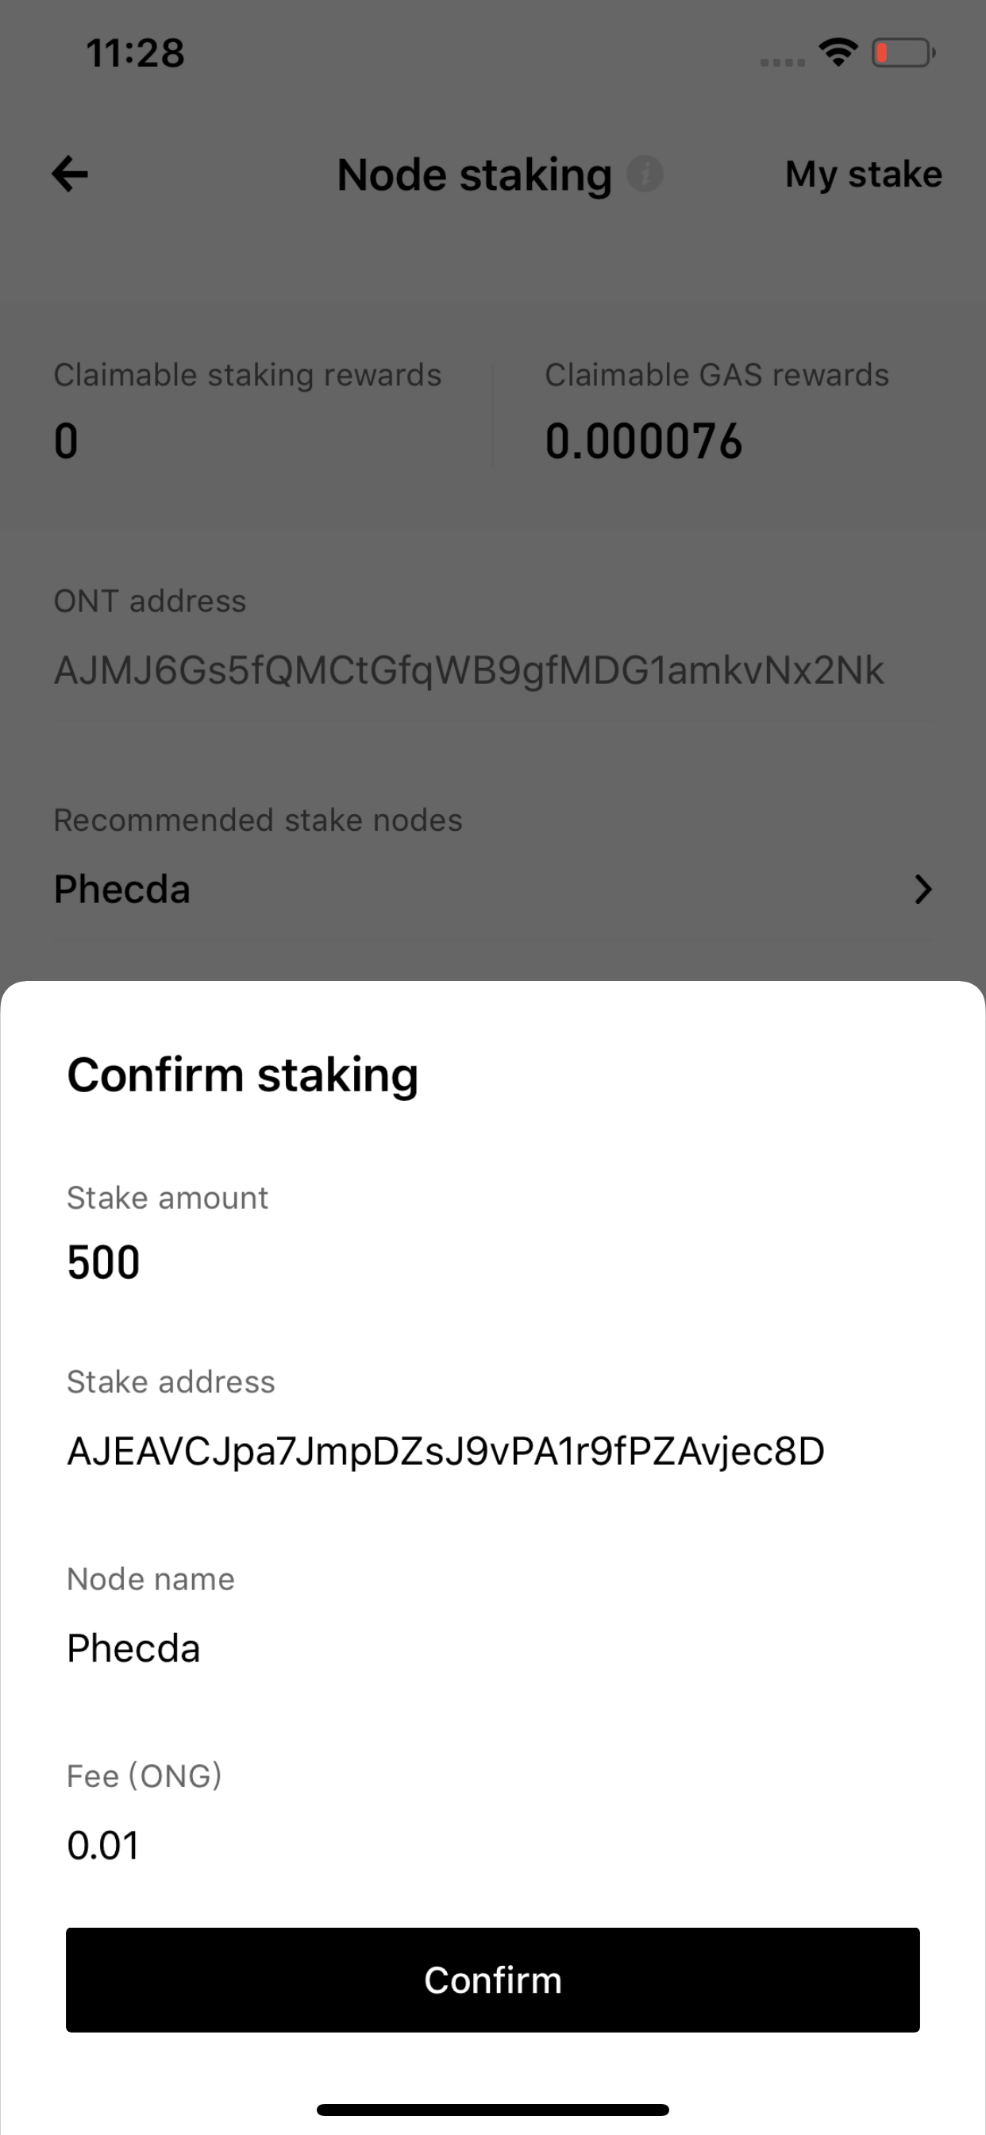 11:28
Node staking
My stake
Claimable staking rewards
Claimable GAS rewards
0
0.000076
ONT address
AJMJ6Gs5fQMCtGfqWB9gfMDG1amkvNx2Nk
Recommended stake nodes
Phecda
Confirm staking
Stake amount
500
Stake address
AJEAVCJpa7JmpDZsJ9vPA1r9fPZAvjec8D
Node name
Phecda
Fee (ONG)
0.01
Confirm